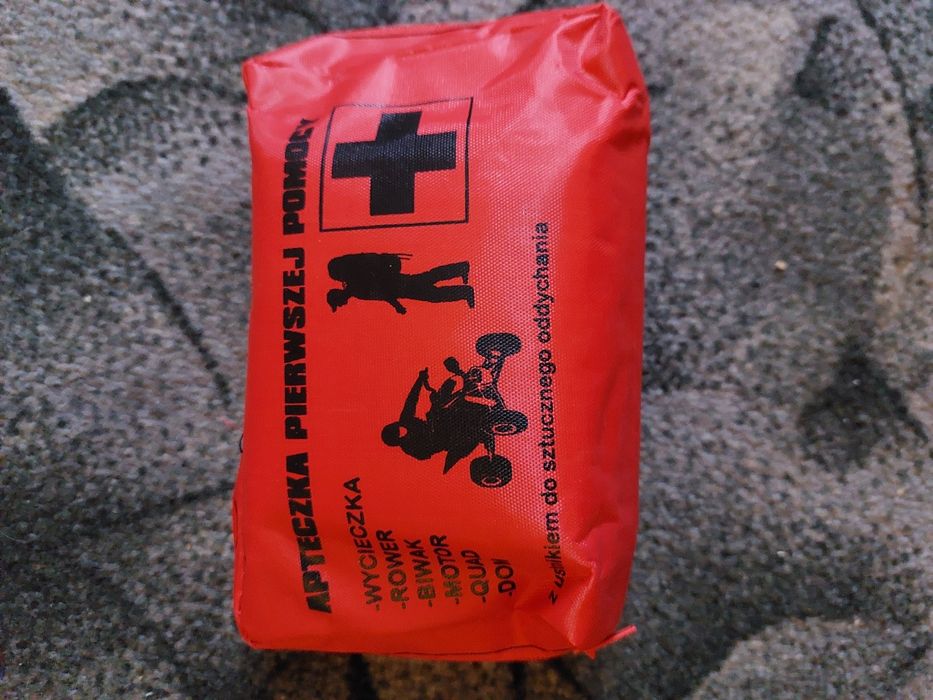 APTECZKA PIERWSZEJ POMOCY
-WYCIECZKA
-ROWER
-BIWAK
-MOTOR
-QUAD
-DOM
z ustnikiem do sztucznego oddychania